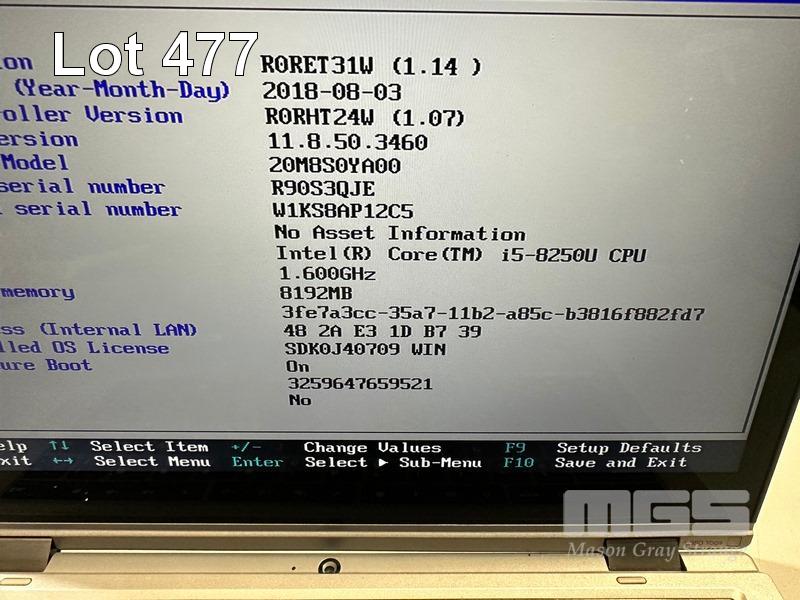 Lot 477
ion R0RET31W (1.14 )
(Year-Month-Day) 2018-08-03
oller Version R0RHT24W (1.07)
ersion 11.8.50.3460
Model 20M8S0YA00
serial number R90S3QJE
serial number W1KS8AP12C5
No Asset Information
Intel(R) Core(TM) i5-8250U CPU
1.600GHz
memory 8192MB
3fe7a3cc-35a7-11b2-a85c-b3816f882fd7
ss (Internal LAN) 48 2A E3 1D B7 39
lled OS License SDK0J40709 WIN
ure Boot On
3259647659521
No
elp ↑↓ Select Item +/- Change Values F9 Setup Defaults
xit ←→ Select Menu Enter Select ▶ Sub-Menu F10 Save and Exit
MGS
Mason Gray Strange